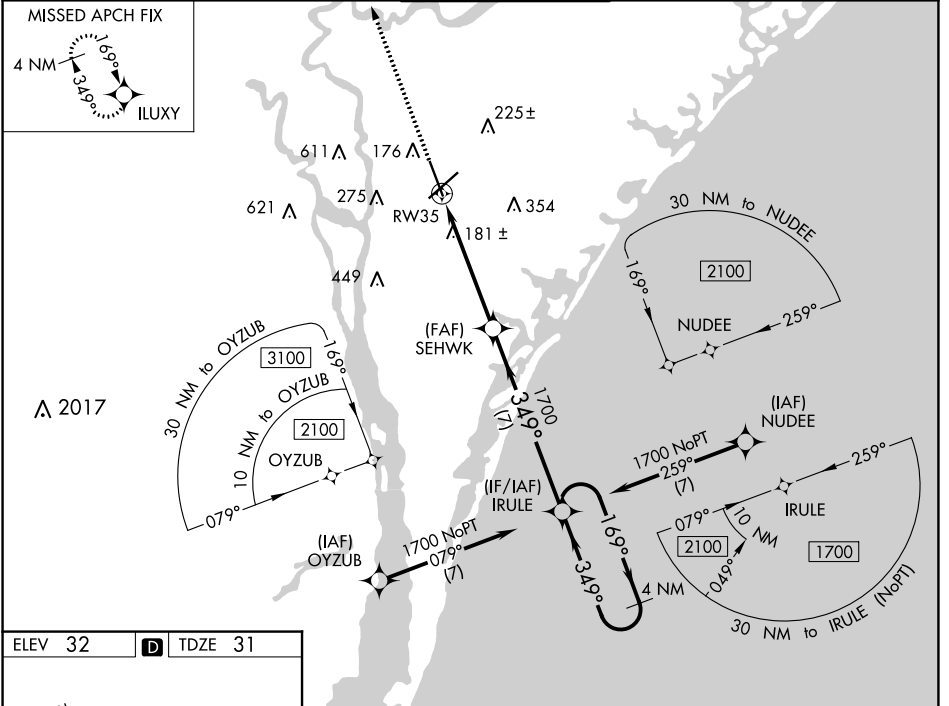 MISSED APCH FIX
4 NM
169°
349°
ILUXY
225±
611
176
275
621
RW35
354
181 ±
449
30 NM to NUDEE
2100
169°
259°
NUDEE
(FAF)
SEHWK
30 NM to OYZUB
3100
169°
10 NM to OYZUB
2100
OYZUB
079°
2017
1700
349°
(7)
(IAF)
NUDEE
1700 NoPT
259°
(7)
(IF/IAF)
IRULE
169°
349°
4 NM
(IAF)
OYZUB
1700 NoPT
079°
(7)
259°
IRULE
079°
10 NM
2100
1700
049°
30 NM to IRULE (NoPT)
ELEV 32
D
TDZE 31